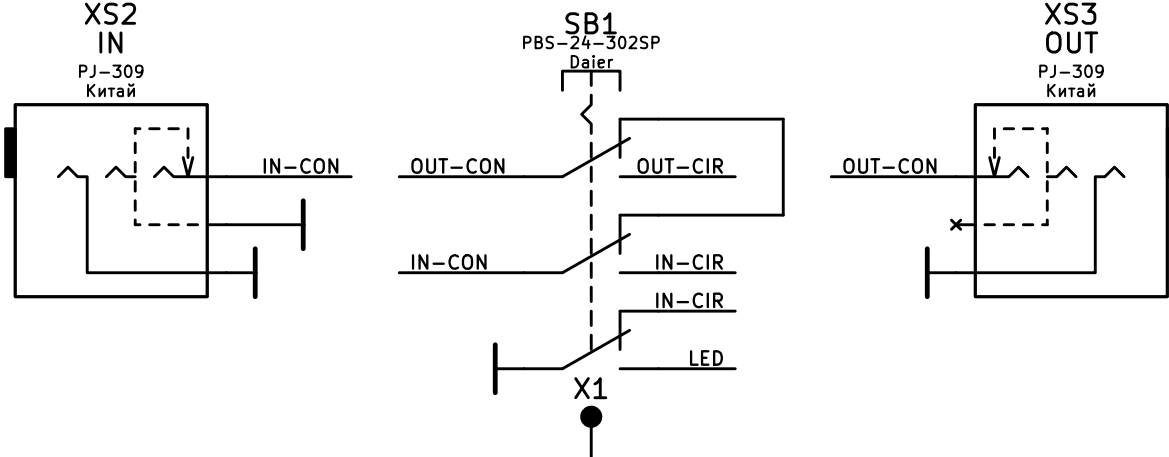 XS2
IN
PJ-309
Китай
IN-CON
SB1
PBS-24-302SP
Daier
OUT-CON
OUT-CIR
IN-CON
IN-CIR
IN-CIR
LED
X1
XS3
OUT
PJ-309
Китай
OUT-CON